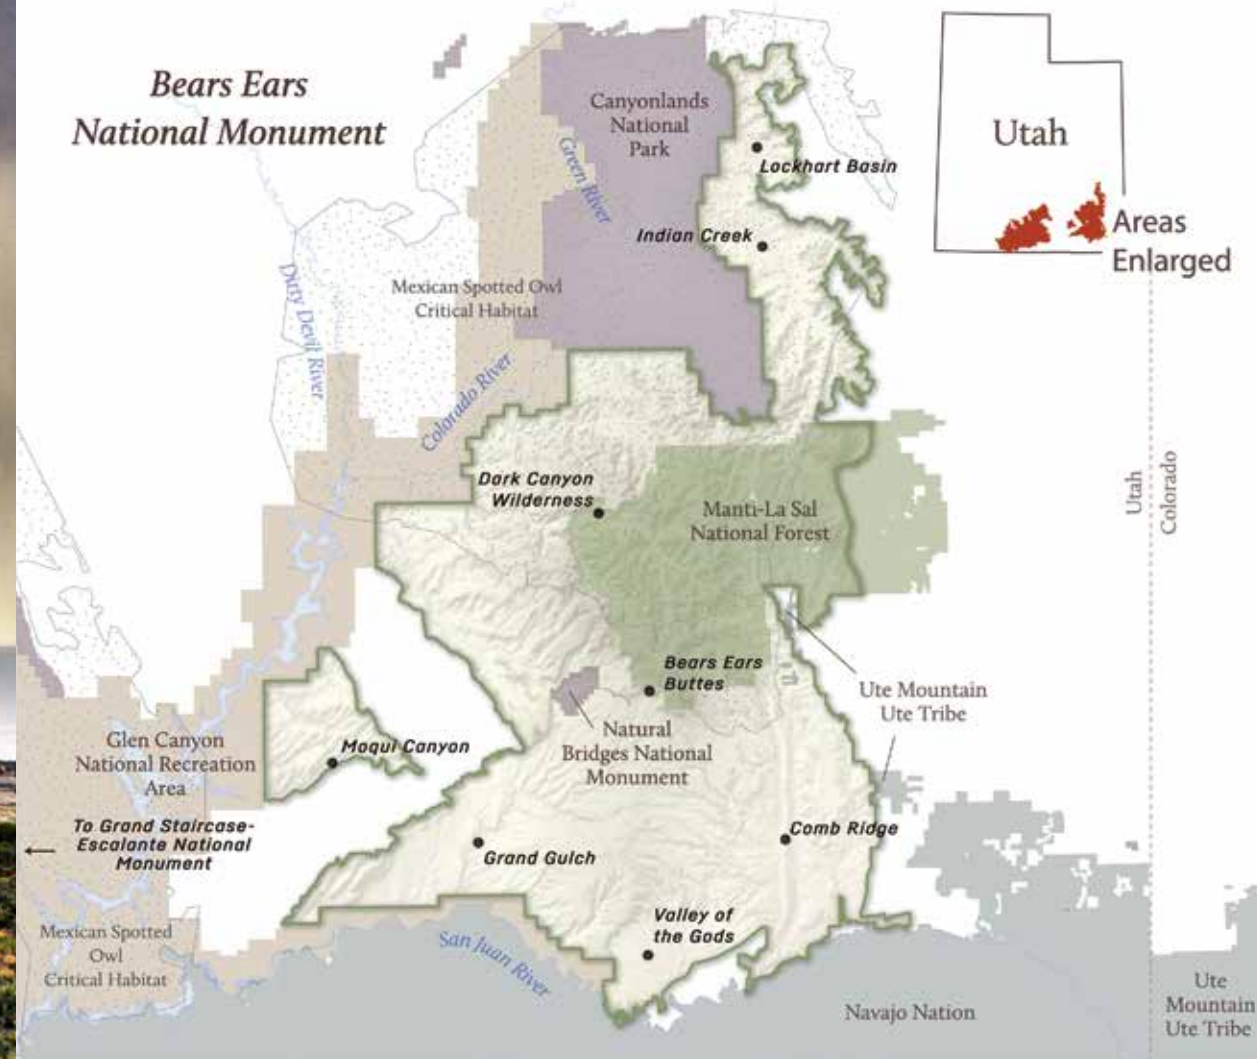 Bears Ears
National Monument
Canyonlands
National
Park
Green River
Lockhart Basin
Indian Creek
Utah
Areas
Enlarged
Dirty Devil River
Mexican Spotted Owl
Critical Habitat
Colorado River
Dark Canyon
Wilderness
Manti-La Sal
National Forest
Utah
Colorado
Bears Ears
Buttes
Ute Mountain
Ute Tribe
Natural
Bridges National
Monument
Glen Canyon
National Recreation
Area
Moqui Canyon
To Grand Staircase-
Escalante National
Monument
Grand Gulch
Comb Ridge
Valley of
the Gods
Mexican Spotted
Owl
Critical Habitat
San Juan River
Navajo Nation
Ute
Mountain
Ute Tribe